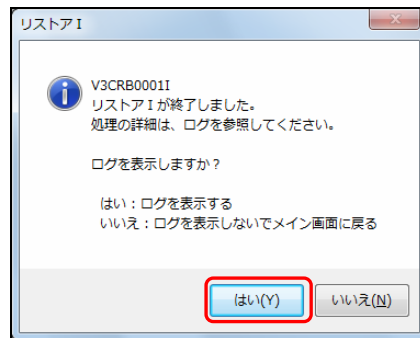 リストアＩ
V3CRB0001I
リストアＩが終了しました。
処理の詳細は、ログを参照してください。
ログを表示しますか？
はい：ログを表示する
いいえ：ログを表示しないでメイン画面に戻る
はい(Y)
いいえ(N)